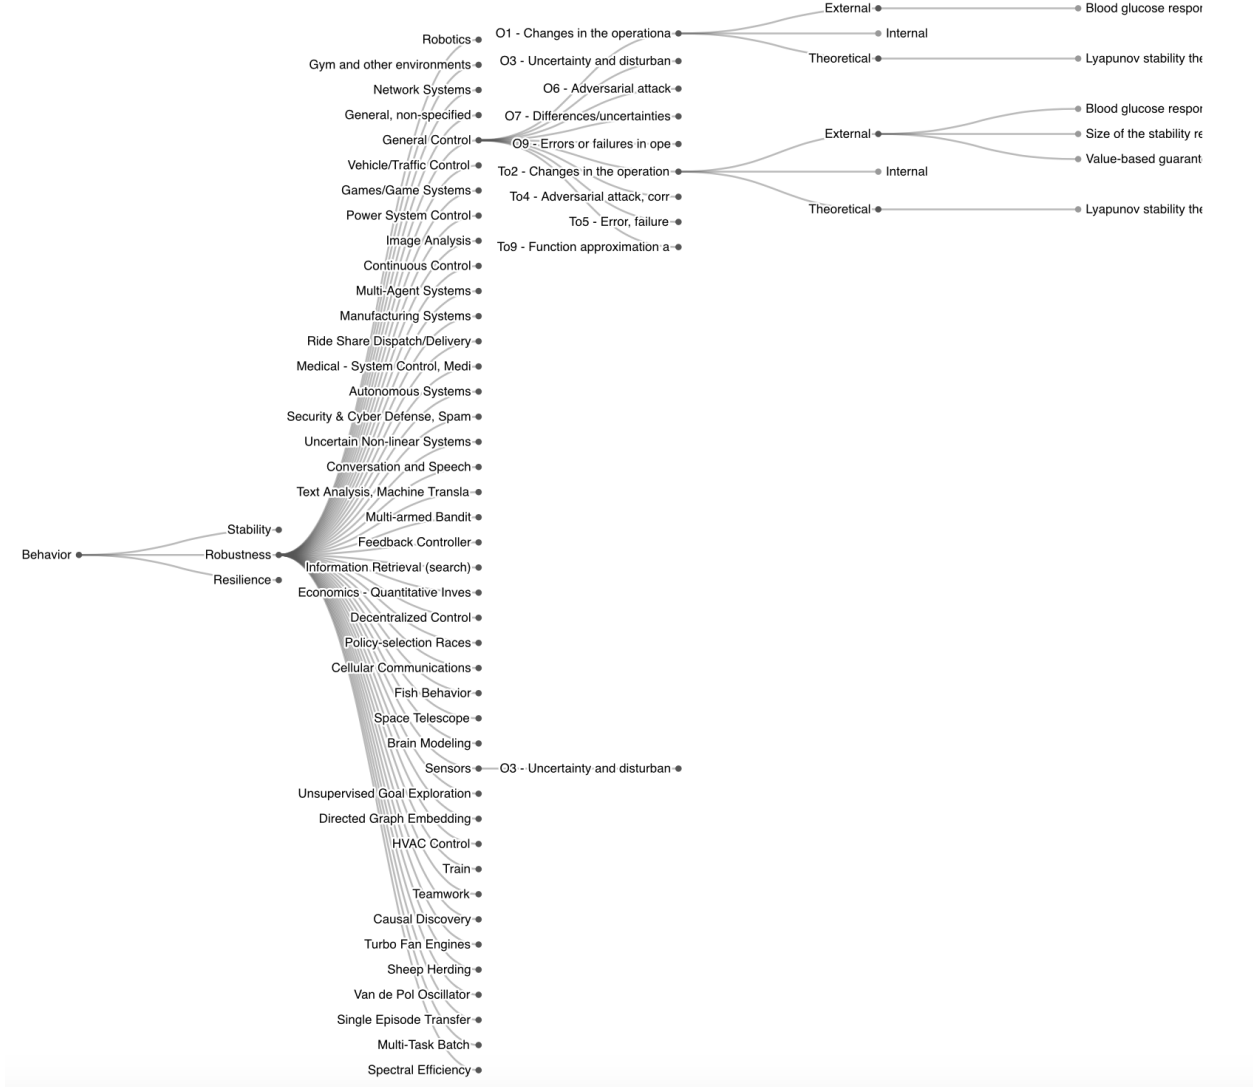 Behavior
Stability
Robustness
Resilience
Robotics
Gym and other environments
Network Systems
General, non-specified
General Control
Vehicle/Traffic Control
Games/Game Systems
Power System Control
Image Analysis
Continuous Control
Multi-Agent Systems
Manufacturing Systems
Ride Share Dispatch/Delivery
Medical - System Control, Medi
Autonomous Systems
Security & Cyber Defense, Spam
Uncertain Non-linear Systems
Conversation and Speech
Text Analysis, Machine Transla
Multi-armed Bandit
Feedback Controller
Information Retrieval (search)
Economics - Quantitative Inves
Decentralized Control
Policy-selection Races
Cellular Communications
Fish Behavior
Space Telescope
Brain Modeling
Sensors
Unsupervised Goal Exploration
Directed Graph Embedding
HVAC Control
Train
Teamwork
Causal Discovery
Turbo Fan Engines
Sheep Herding
Van de Pol Oscillator
Single Episode Transfer
Multi-Task Batch
Spectral Efficiency
O1 - Changes in the operationa
O3 - Uncertainty and disturban
O6 - Adversarial attack
O7 - Differences/uncertainties
O9 - Errors or failures in ope
To2 - Changes in the operation
To4 - Adversarial attack, corr
To5 - Error, failure
To9 - Function approximation a
O3 - Uncertainty and disturban
External
Internal
Theoretical
External
Internal
Theoretical
Blood glucose respor
Lyapunov stability the
Blood glucose respor
Size of the stability re
Value-based guarant
Lyapunov stability the